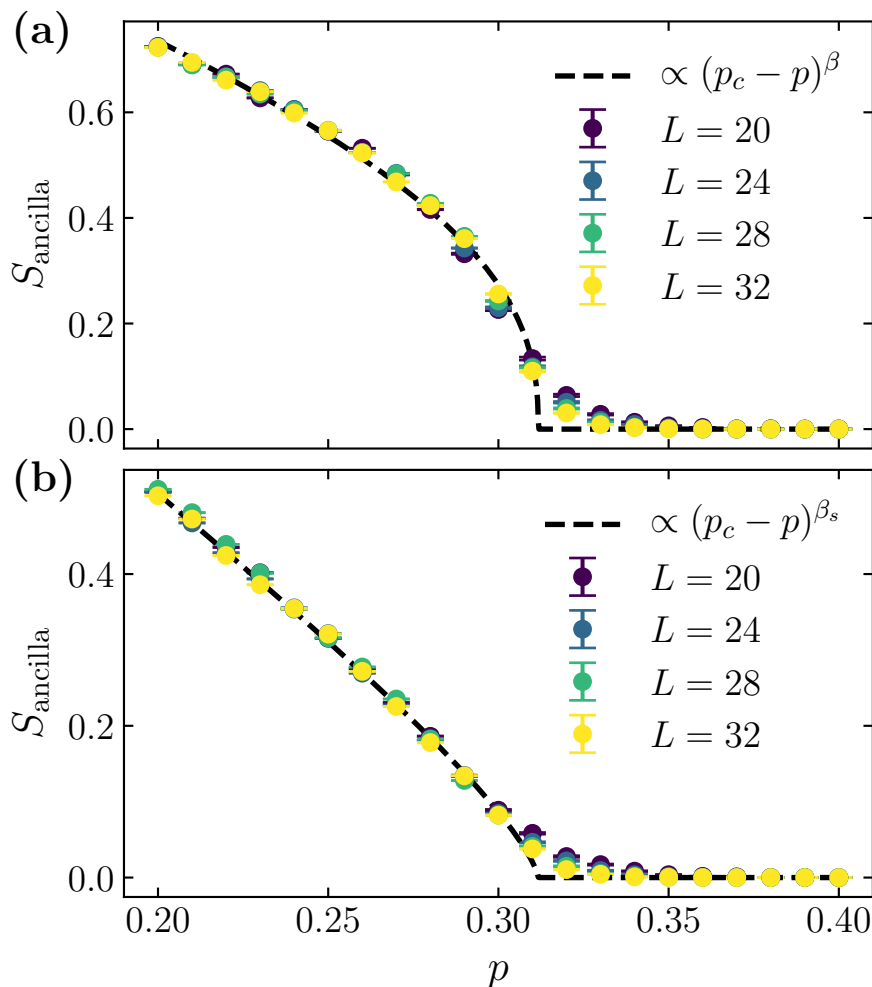 (a)
S_ancilla
0.6
0.4
0.2
0.0
∝ (p_c − p)^β
L = 20
L = 24
L = 28
L = 32
(b)
S_ancilla
0.4
0.2
0.0
∝ (p_c − p)^{β_s}
L = 20
L = 24
L = 28
L = 32
0.20 0.25 0.30 0.35 0.40
p